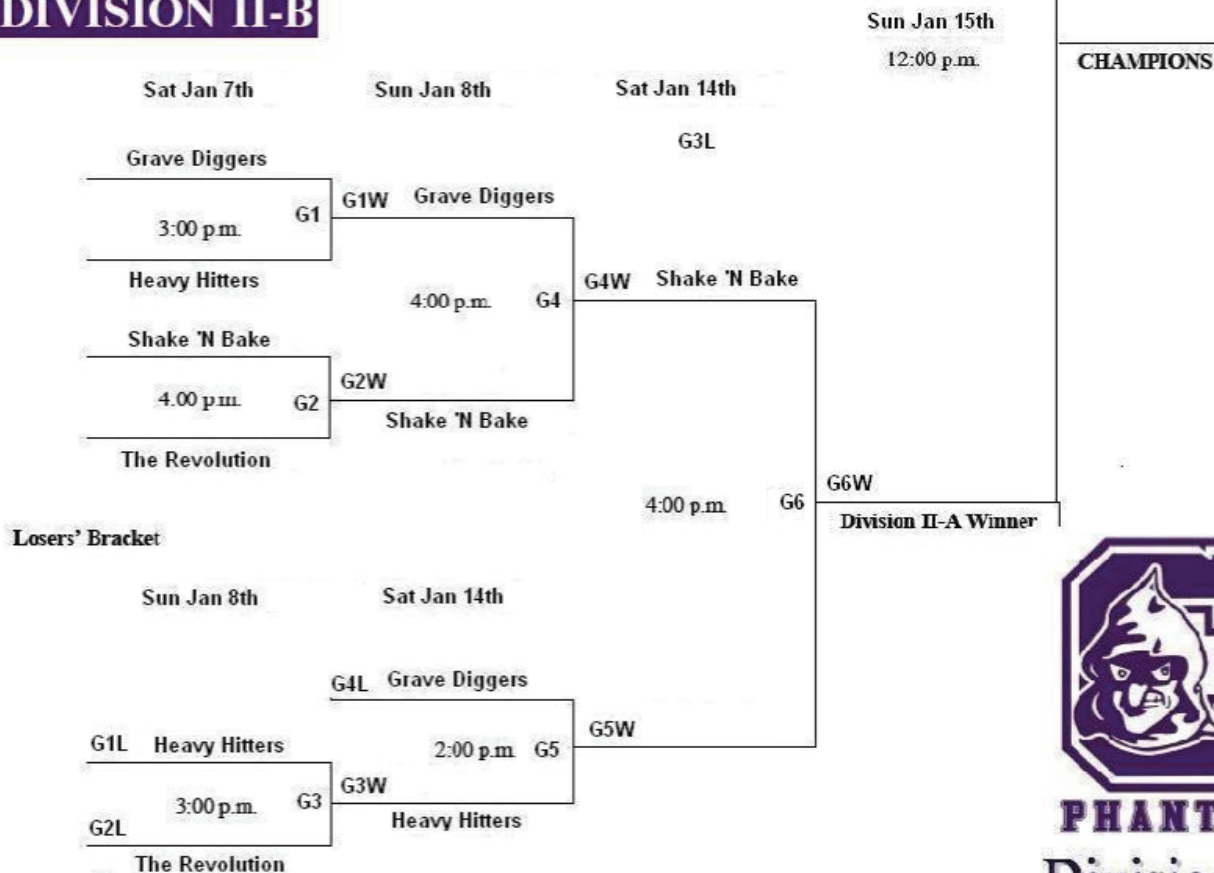 DIVISION II-B
Sun Jan 15th
12:00 p.m.
CHAMPIONS
Sat Jan 7th
Sun Jan 8th
Sat Jan 14th
G3L
Grave Diggers
G1W Grave Diggers
3:00 p.m. G1
Heavy Hitters
4:00 p.m. G4
G4W Shake 'N Bake
Shake 'N Bake
G2W
4:00 p.m. G2
Shake 'N Bake
The Revolution
4:00 p.m. G6
G6W
Division II-A Winner
Losers' Bracket
Sun Jan 8th
Sat Jan 14th
G4L Grave Diggers
G5W
G1L Heavy Hitters
2:00 p.m G5
3:00 p.m. G3
G3W
G2L
Heavy Hitters
The Revolution
PHANT